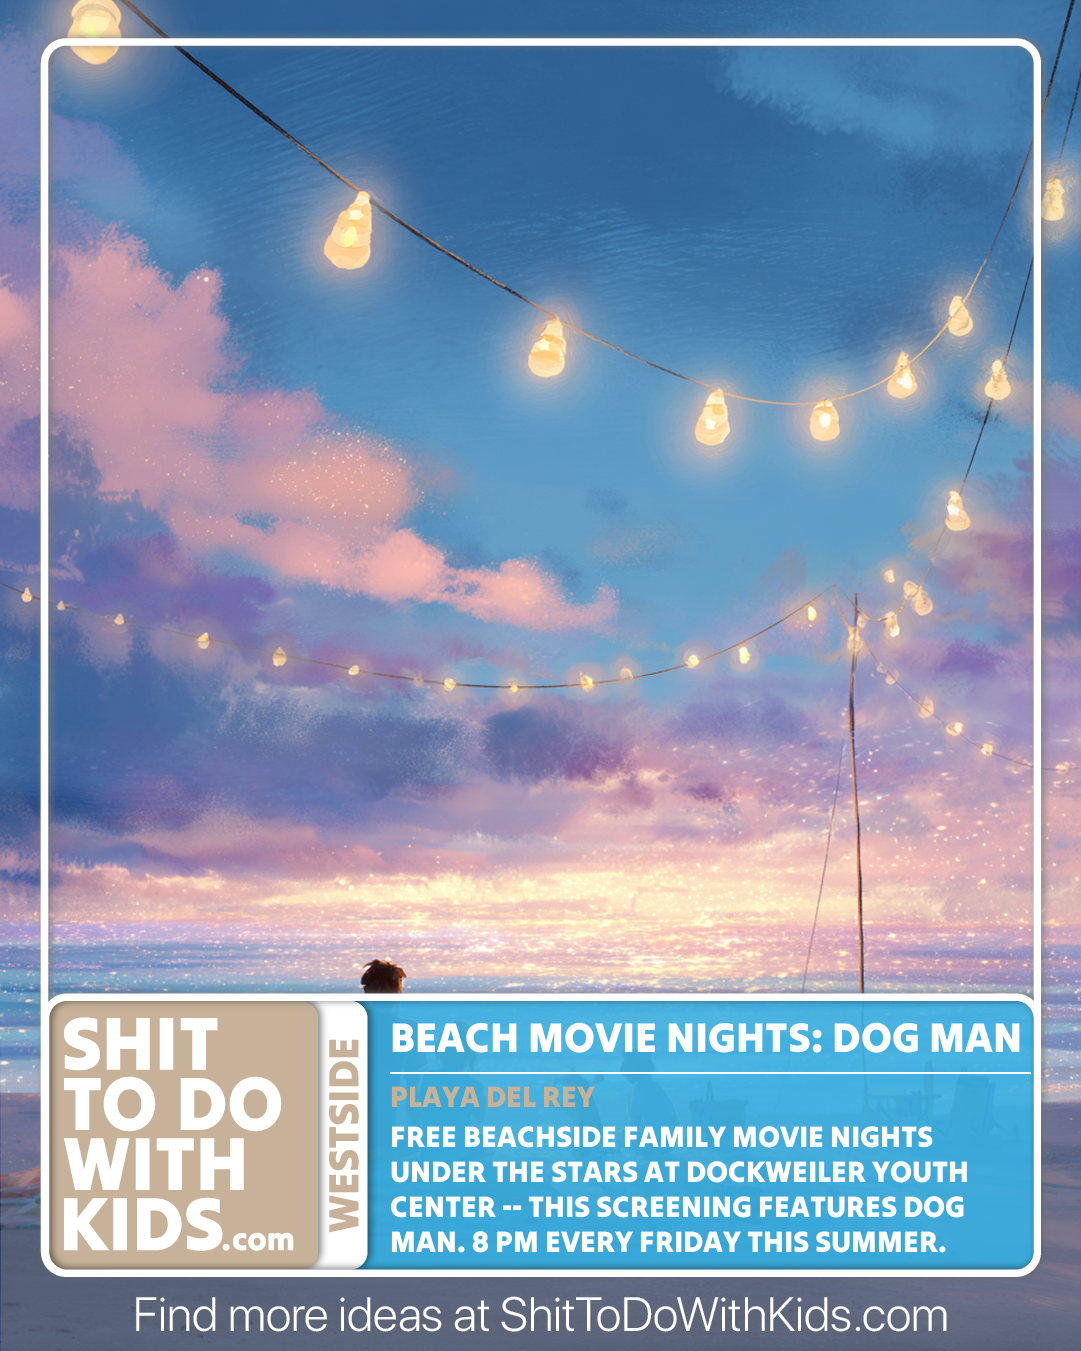 SHIT
TO DO
WITH
KIDS.com
WESTSIDE
BEACH MOVIE NIGHTS: DOG MAN
PLAYA DEL REY
FREE BEACHSIDE FAMILY MOVIE NIGHTS
UNDER THE STARS AT DOCKWEILER YOUTH
CENTER -- THIS SCREENING FEATURES DOG
MAN. 8 PM EVERY FRIDAY THIS SUMMER.
Find more ideas at ShitToDoWithKids.com